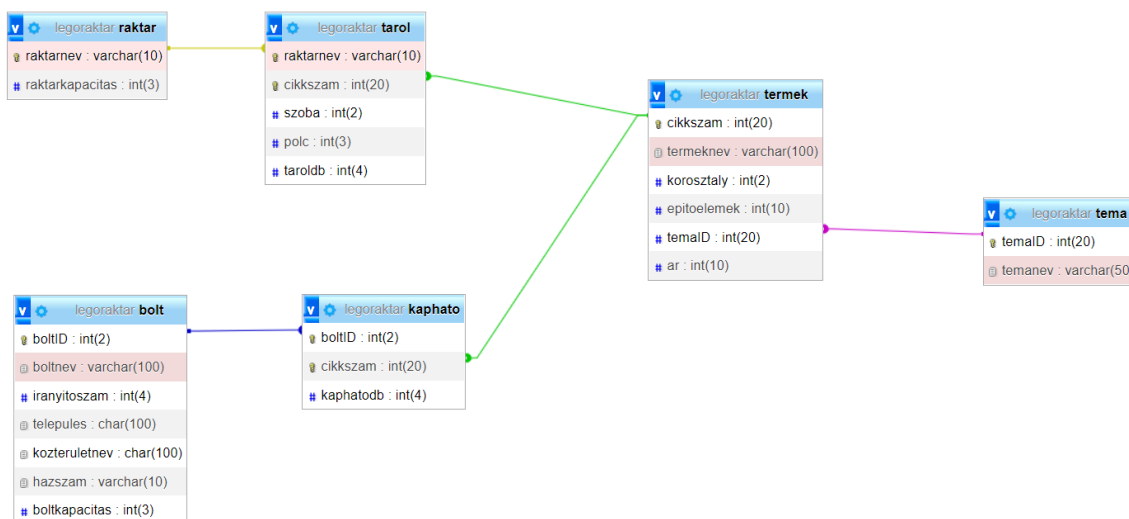 legoraktar raktar
raktarnev : varchar(10)
raktarkapacitas : int(3)
legoraktar tarol
raktarnev : varchar(10)
cikkszam : int(20)
szoba : int(2)
polc : int(3)
taroldb : int(4)
legoraktar termek
cikkszam : int(20)
termeknev : varchar(100)
korosztaly : int(2)
epitoelemek : int(10)
temaID : int(20)
ar : int(10)
legoraktar tema
temaID : int(20)
temanev : varchar(50
legoraktar bolt
boltID : int(2)
boltnev : varchar(100)
iranyitoszam : int(4)
telepules : char(100)
kozteruletnev : char(100)
hazszam : varchar(10)
boltkapacitas : int(3)
legoraktar kaphato
boltID : int(2)
cikkszam : int(20)
kaphatodb : int(4)